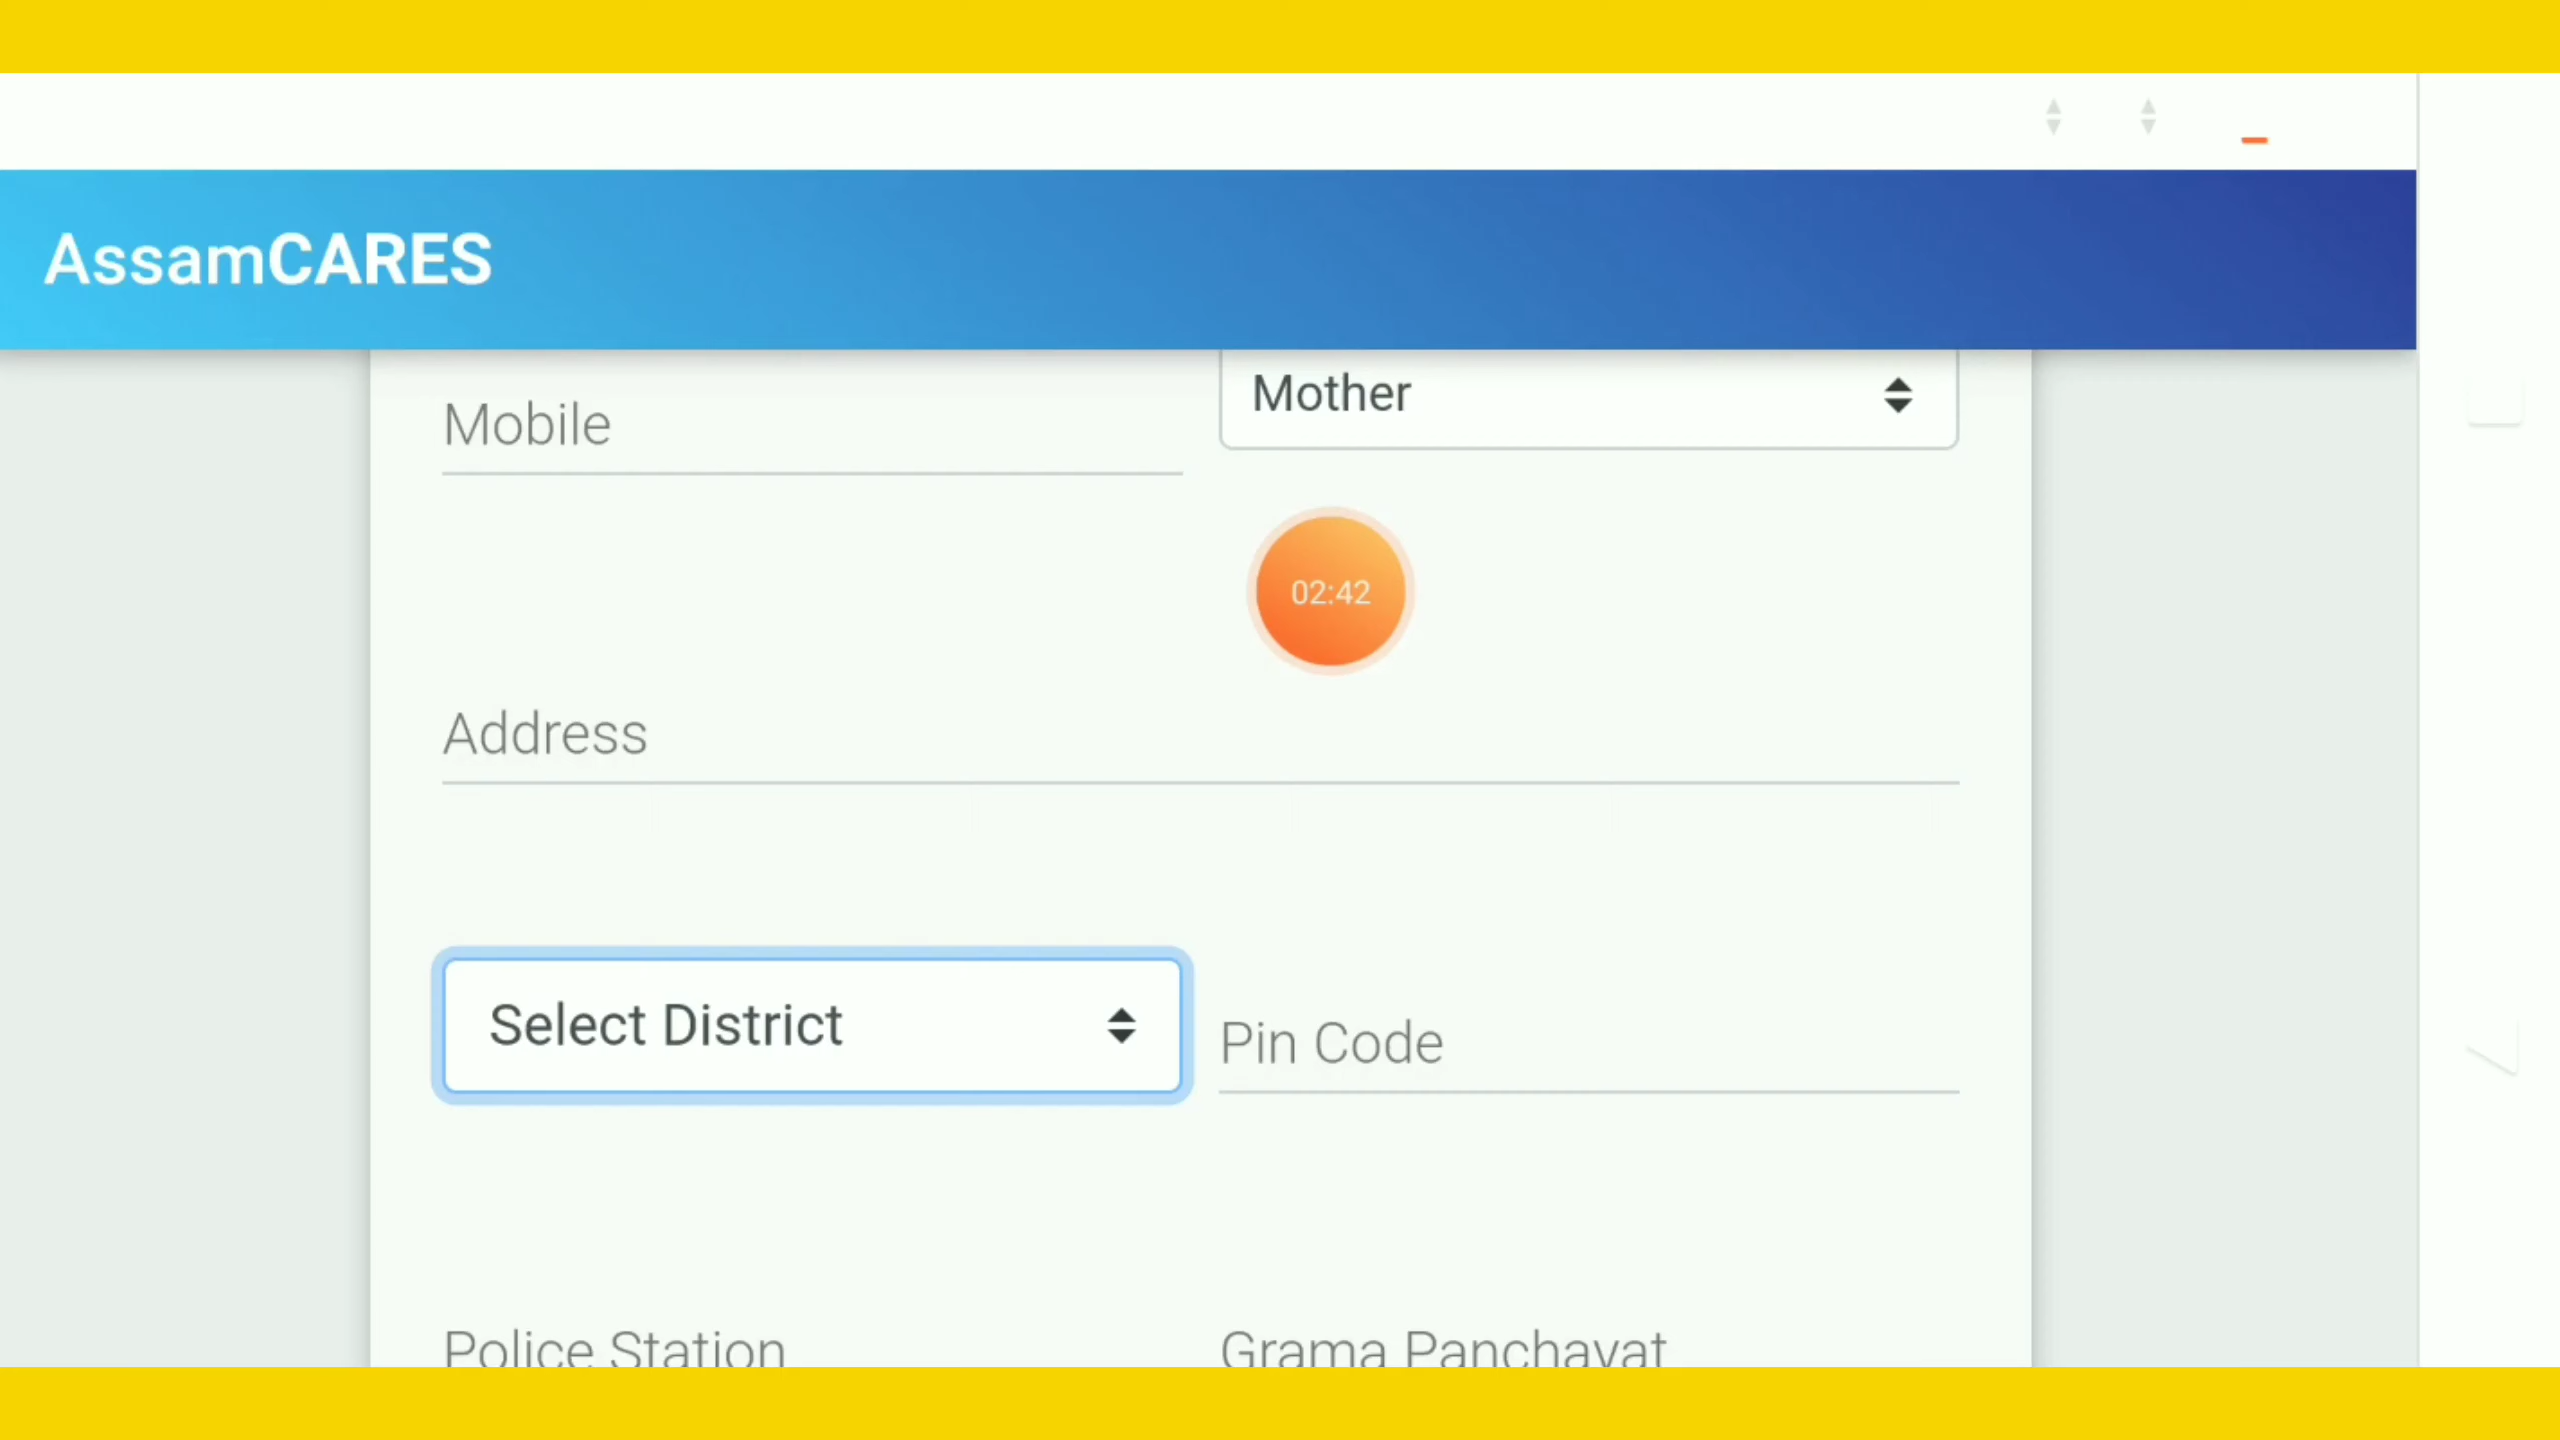 AssamCARES
Mother
Mobile
02:42
Address
Select District
Pin Code
Police Station
Grama Panchayat